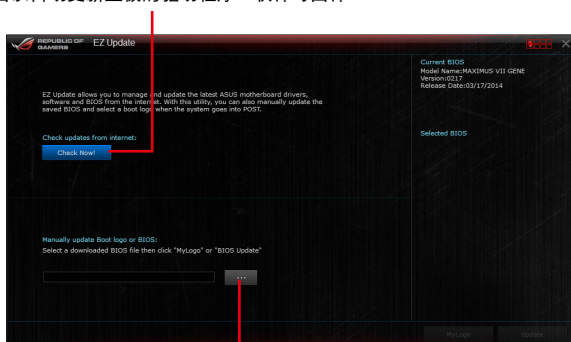 REPUBLIC OF
GAMERS
EZ Update
Current BIOS
Model Name:MAXIMUS VII GENE
Version:0217
Release Date:03/17/2014
EZ Update allows you to manage and update the latest ASUS motherboard drivers,
software and BIOS from the internet. With this utility, you can also manually update the
saved BIOS and select a boot logo when the system goes into POST.
Selected BIOS
Check updates from internet:
Check Now!
Manually update Boot logo or BIOS:
Select a downloaded BIOS file then click "MyLogo" or "BIOS Update"
...
MyLogo
Update